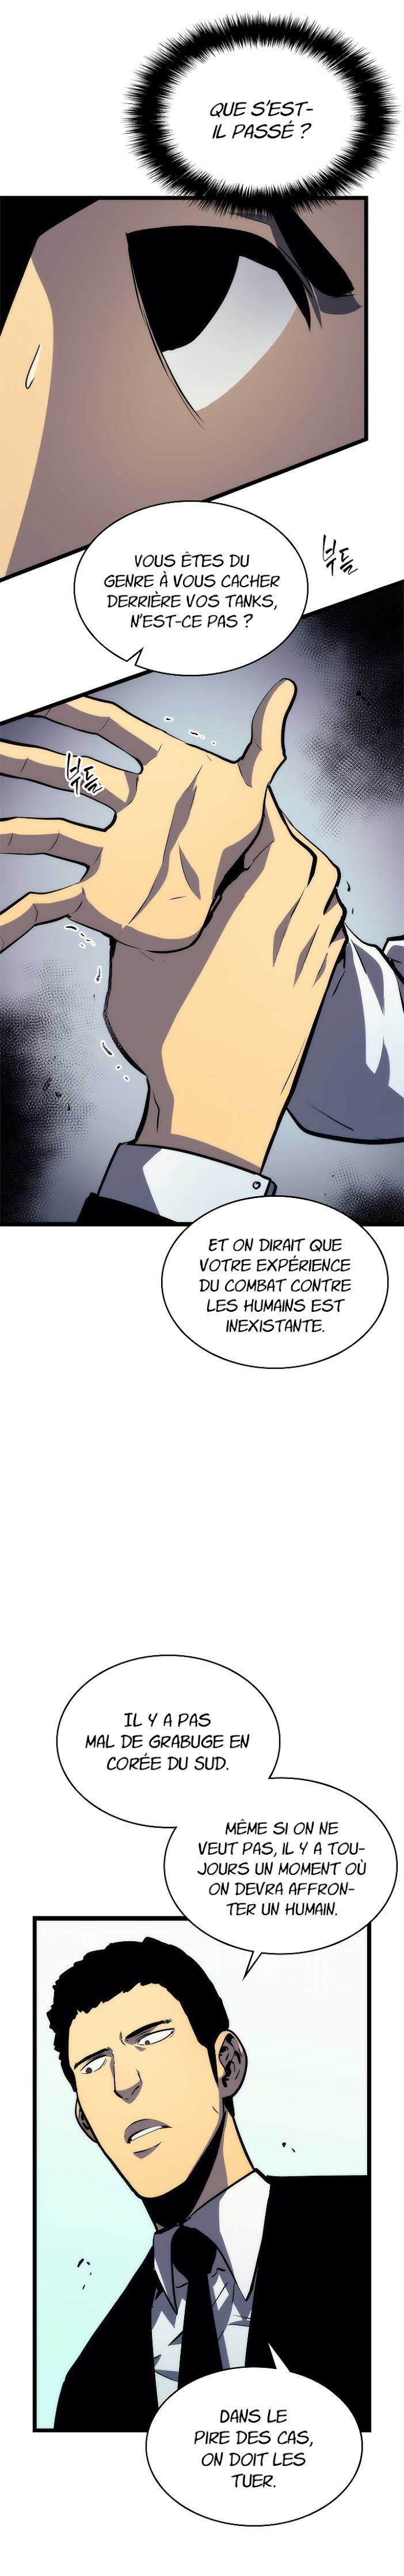 QUE S'EST-
IL PASSÉ ?
VOUS ÊTES DU
GENRE À VOUS CACHER
DERRIÈRE VOS TANKS,
N'EST-CE PAS ?
부들
부들
ET ON DIRAIT QUE
VOTRE EXPÉRIENCE
DU COMBAT CONTRE
LES HUMAINS EST
INEXISTANTE.
IL Y A PAS
MAL DE GRABUGE EN
CORÉE DU SUD.
MÊME SI ON NE
VEUT PAS, IL Y A TOU-
JOURS UN MOMENT OÙ
ON DEVRA AFFRON-
TER UN HUMAIN.
DANS LE
PIRE DES CAS,
ON DOIT LES
TUER.